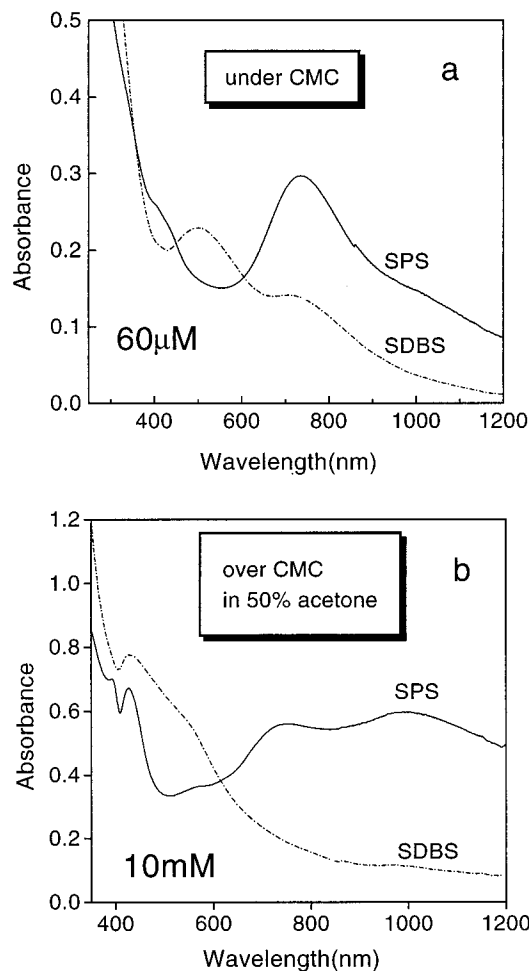 a
under CMC
0.5
0.4
0.3
0.2
0.1
0.0
Absorbance
SPS
SDBS
60μM
400 600 800 1000 1200
Wavelength(nm)
b
over CMC
in 50% acetone
1.2
1.0
0.8
0.6
0.4
0.2
0.0
Absorbance
SPS
SDBS
10mM
400 600 800 1000 1200
Wavelength(nm)